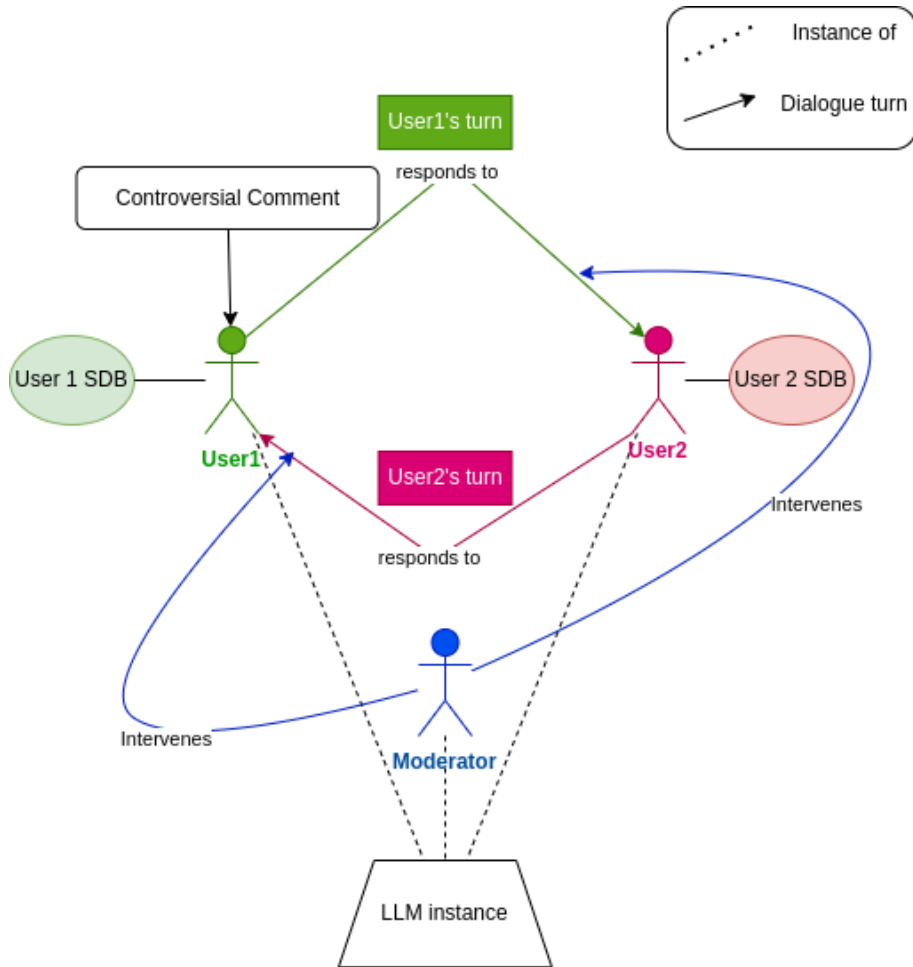 Instance of
Dialogue turn
User1's turn
responds to
Controversial Comment
User 1 SDB
User 2 SDB
User1
User2
User2's turn
responds to
Intervenes
Intervenes
Moderator
LLM instance